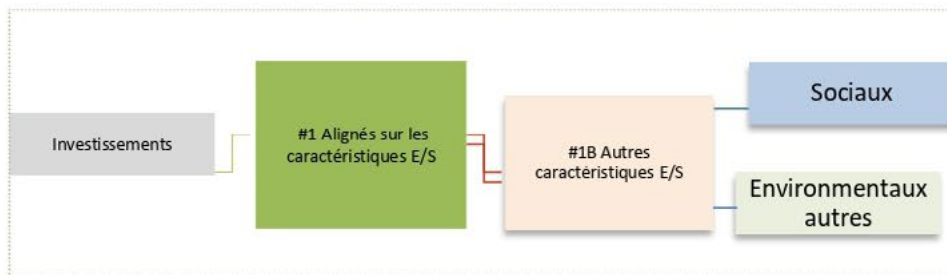 Investissements
#1 Alignés sur les
caractéristiques E/S
#1B Autres
caractéristiques E/S
Sociaux
Environmentaux
autres